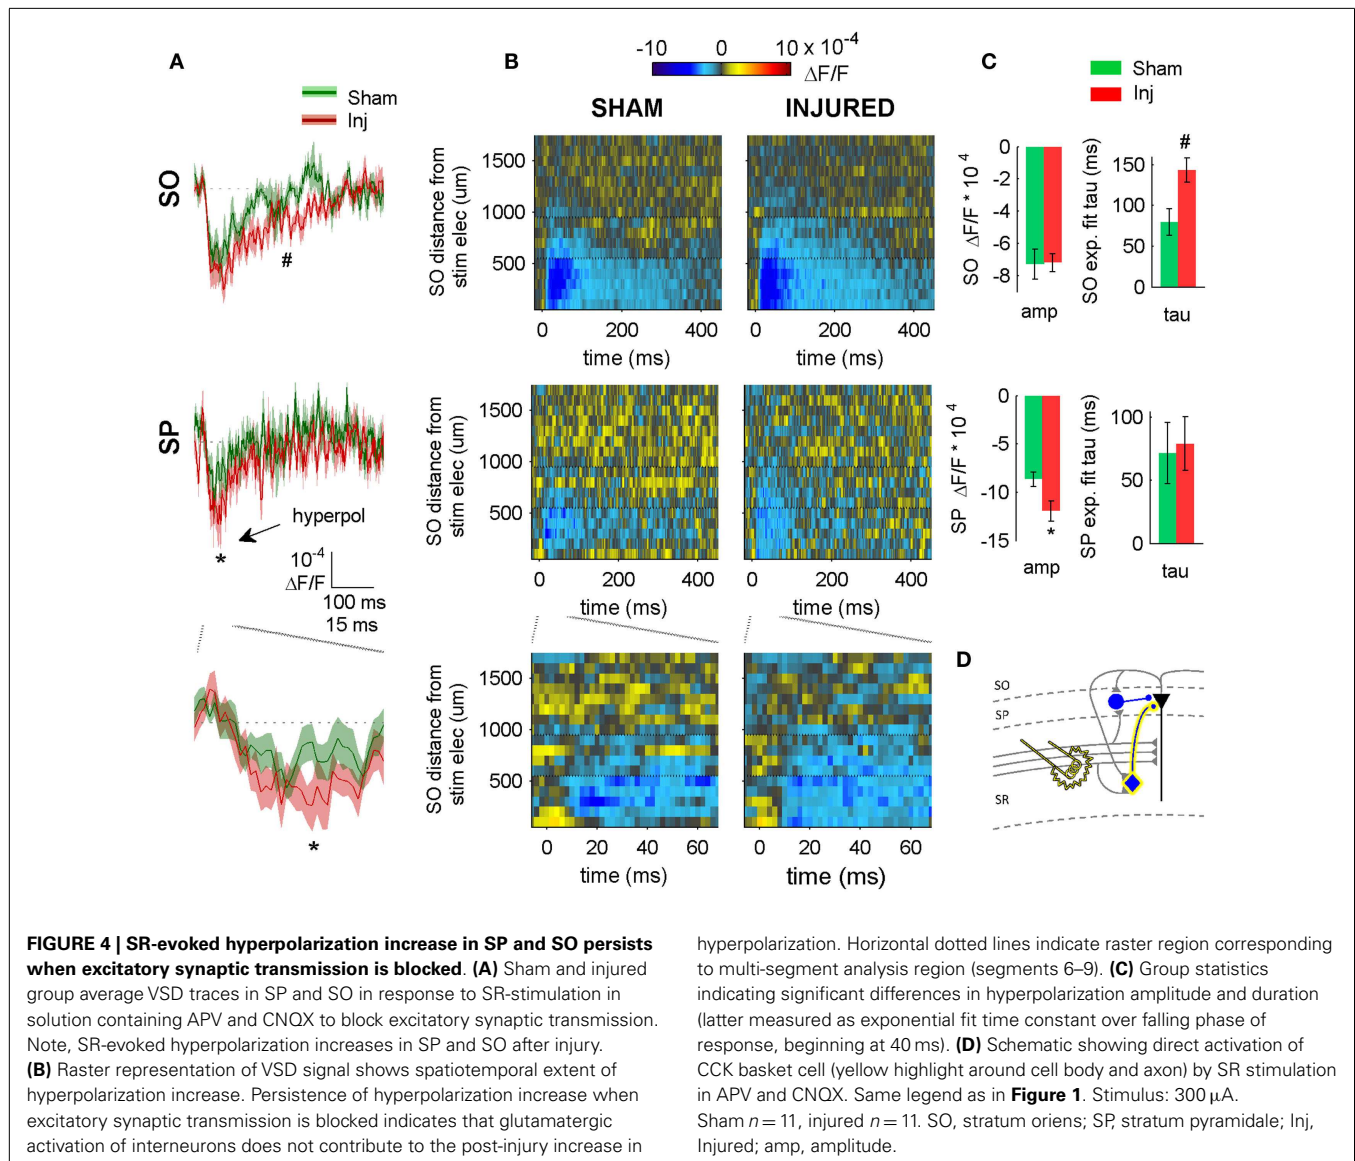 A
B
C
-10 0 10 x 10-4
ΔF/F
Sham
Inj
SHAM
INJURED
Sham
Inj
SO
#
SO distance from
stim elec (um)
1500
1000
500
0 200 400
time (ms)
0 200 400
time (ms)
SO ΔF/F * 10 4
0
-2
-4
-6
-8
amp
SO exp. fit tau (ms)
150
100
50
0
#
tau
SP
hyperpol
*
10-4
ΔF/F
100 ms
15 ms
SO distance from
stim elec (um)
1500
1000
500
0 200 400
time (ms)
0 200 400
time (ms)
SP ΔF/F * 10 4
0
-5
-10
-15
*
amp
SP exp. fit tau (ms)
100
50
0
tau
*
SO distance from
stim elec (um)
1500
1000
500
0 20 40 60
time (ms)
0 20 40 60
time (ms)
D
SO
SP
SR
FIGURE 4 | SR-evoked hyperpolarization increase in SP and SO persists
when excitatory synaptic transmission is blocked. (A) Sham and injured
group average VSD traces in SP and SO in response to SR-stimulation in
solution containing APV and CNQX to block excitatory synaptic transmission.
Note, SR-evoked hyperpolarization increases in SP and SO after injury.
(B) Raster representation of VSD signal shows spatiotemporal extent of
hyperpolarization increase. Persistence of hyperpolarization increase when
excitatory synaptic transmission is blocked indicates that glutamatergic
activation of interneurons does not contribute to the post-injury increase in
hyperpolarization. Horizontal dotted lines indicate raster region corresponding
to multi-segment analysis region (segments 6–9). (C) Group statistics
indicating significant differences in hyperpolarization amplitude and duration
(latter measured as exponential fit time constant over falling phase of
response, beginning at 40 ms). (D) Schematic showing direct activation of
CCK basket cell (yellow highlight around cell body and axon) by SR stimulation
in APV and CNQX. Same legend as in Figure 1. Stimulus: 300 μA.
Sham n = 11, injured n = 11. SO, stratum oriens; SP, stratum pyramidale; Inj,
Injured; amp, amplitude.